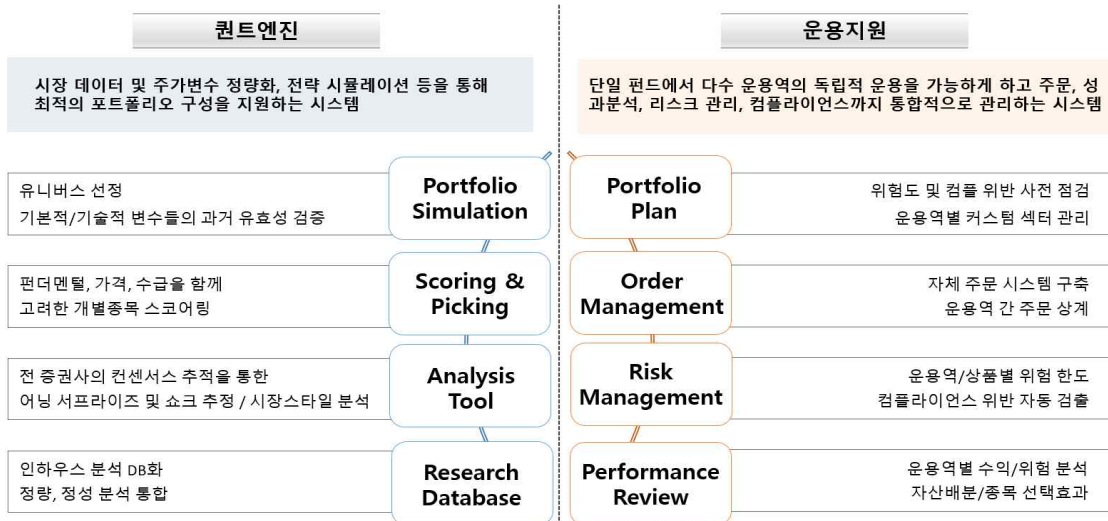 퀀트엔진
시장 데이터 및 주가변수 정량화, 전략 시뮬레이션 등을 통해
최적의 포트폴리오 구성을 지원하는 시스템
유니버스 선정
기본적/기술적 변수들의 과거 유효성 검증
Portfolio
Simulation
펀더멘털, 가격, 수급을 함께
고려한 개별종목 스코어링
Scoring &
Picking
전 증권사의 컨센서스 추적을 통한
어닝 서프라이즈 및 쇼크 추정 / 시장스타일 분석
Analysis
Tool
인하우스 분석 DB화
정량, 정성 분석 통합
Research
Database
운용지원
단일 펀드에서 다수 운용역의 독립적 운용을 가능하게 하고 주문, 성
과분석, 리스크 관리, 컴플라이언스까지 통합적으로 관리하는 시스템
Portfolio
Plan
위험도 및 컴플 위반 사전 점검
운용역별 커스텀 섹터 관리
Order
Management
자체 주문 시스템 구축
운용역 간 주문 상계
Risk
Management
운용역/상품별 위험 한도
컴플라이언스 위반 자동 검출
Performance
Review
운용역별 수익/위험 분석
자산배분/종목 선택효과